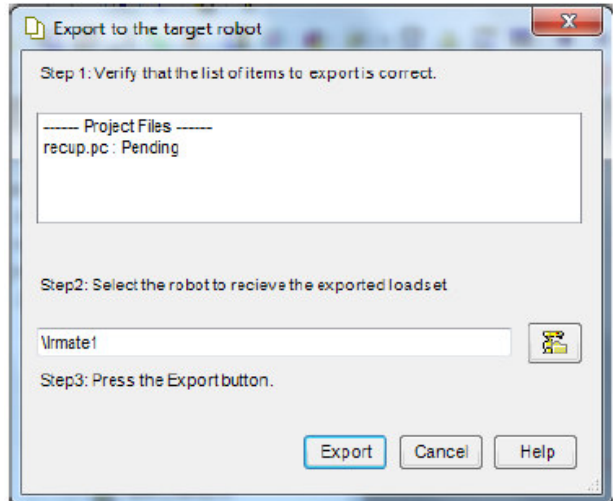 Export to the target robot
Step 1: Verify that the list of items to export is correct.
------ Project Files ------
recup.pc : Pending
Step2: Select the robot to recieve the exported loadset
\lrmate1
Step3: Press the Export button.
Export Cancel Help